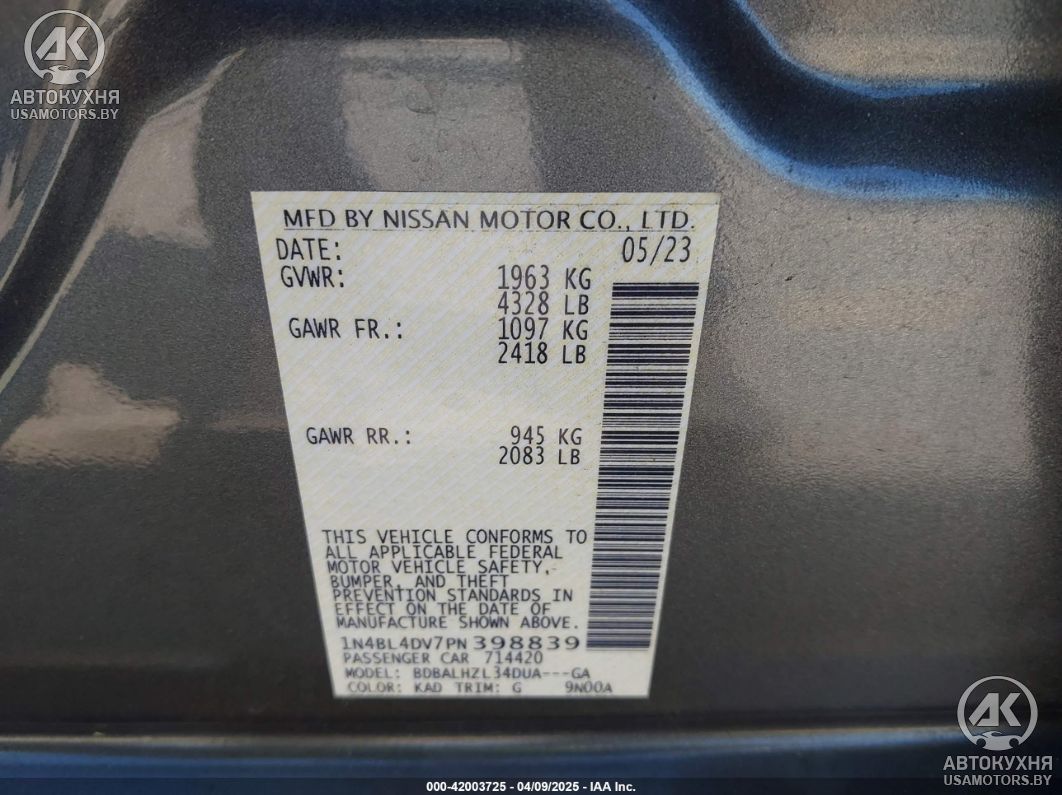 AK
АВТОКУХНЯ
USAMOTORS.BY
MFD BY NISSAN MOTOR CO., LTD.
DATE: 05/23
GVWR: 1963 KG
4328 LB
GAWR FR.: 1097 KG
2418 LB
GAWR RR.: 945 KG
2083 LB
THIS VEHICLE CONFORMS TO
ALL APPLICABLE FEDERAL
MOTOR VEHICLE SAFETY,
BUMPER, AND THEFT
PREVENTION STANDARDS IN
EFFECT ON THE DATE OF
MANUFACTURE SHOWN ABOVE.
1N4BL4DV7PN398839
PASSENGER CAR 714420
MODEL: BDBALHZL34DUA---GA
COLOR: KAD TRIM: G 9N00A
AK
АВТОКУХНЯ
USAMOTORS.BY
000-42003725 - 04/09/2025 - IAA Inc.